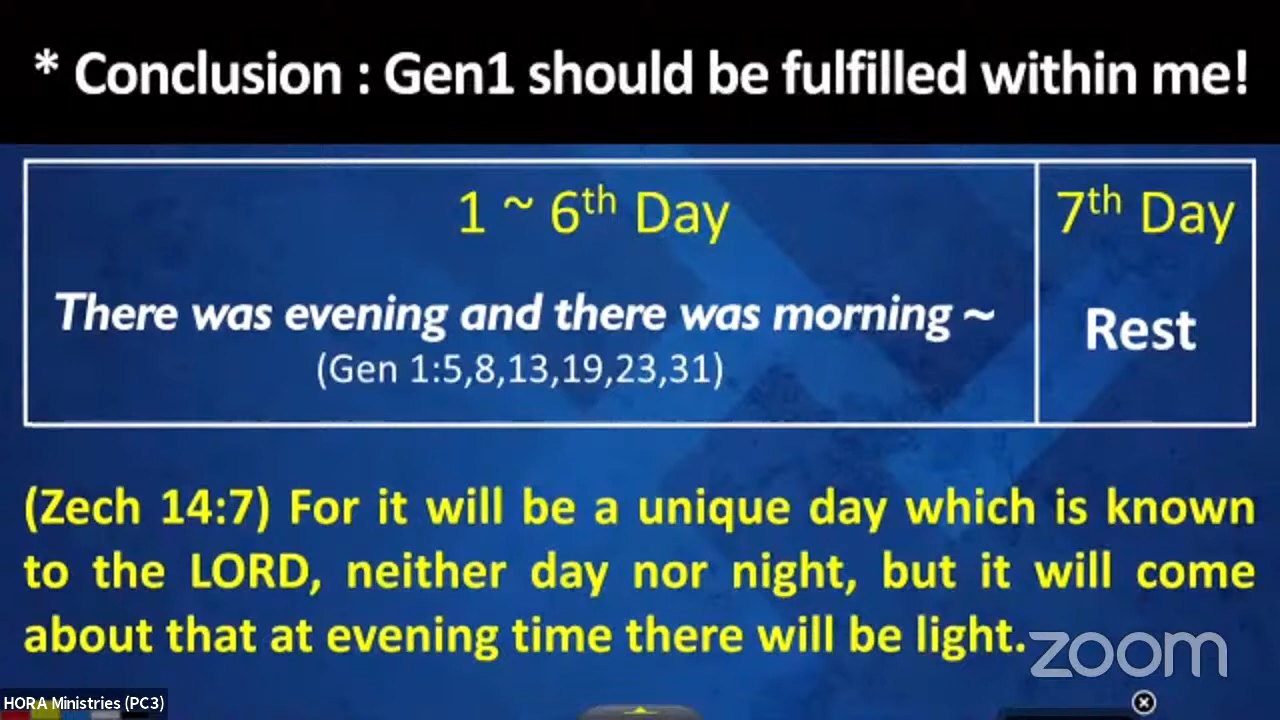 * Conclusion : Gen1 should be fulfilled within me!
1 ~ 6th Day
7th Day
There was evening and there was morning ~
(Gen 1:5,8,13,19,23,31)
Rest
(Zech 14:7) For it will be a unique day which is known
to the LORD, neither day nor night, but it will come
about that at evening time there will be light.
zoom
HORA Ministries (PC3)